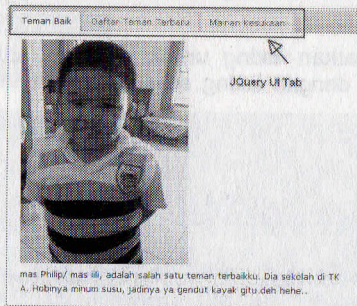 Teman Baik Daftar Teman Terbaru Mainan Kesukaan
JQuery UI Tab
mas Philip/ mas iili, adalah salah satu teman terbaikku. Dia sekolah di TK
A. Hobinya minum susu, jadinya ya gendut kayak gitu deh hehe..